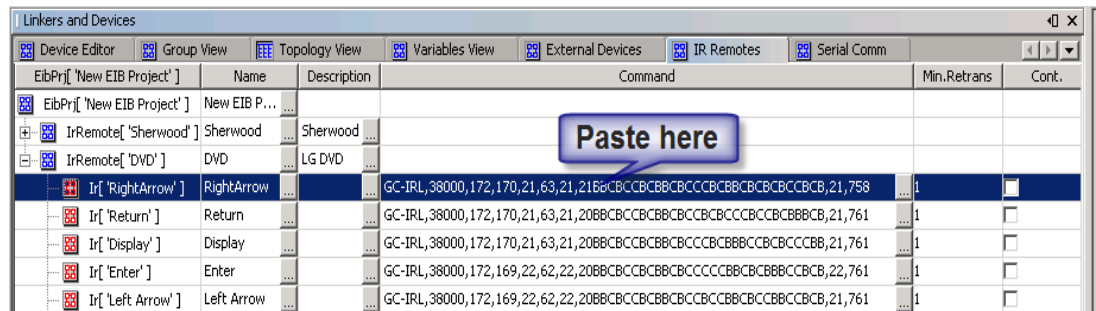 Linkers and Devices
Device Editor Group View Topology View Variables View External Devices IR Remotes Serial Comm
EibPrj[ 'New EIB Project' ] Name Description Command Min.Retrans Cont.
EibPrj[ 'New EIB Project' ] New EIB P... ...
IrRemote[ 'Sherwood' ] Sherwood ... Sherwood ...
Paste here
IrRemote[ 'DVD' ] DVD ... LG DVD ...
Ir[ 'RightArrow' ] RightArrow ... ... GC-IRL,38000,172,170,21,63,21,21BBCBCCBCBBCBCCCBCBBCBCBCBCCBCB,21,758 ... 1
Ir[ 'Return' ] Return ... ... GC-IRL,38000,172,170,21,63,21,20BBCBCCBCBBCBCCBCBCCCBCCBCBBBCB,21,761 ... 1
Ir[ 'Display' ] Display ... ... GC-IRL,38000,172,170,21,63,21,20BBCBCCBCBBCBCCCBCBBBCCBCBCCCBB,21,761 ... 1
Ir[ 'Enter' ] Enter ... ... GC-IRL,38000,172,169,22,62,22,20BBCBCCBCBBCBCCCCCBBCBCBBBCCBCB,22,761 ... 1
Ir[ 'Left Arrow' ] Left Arrow ... ... GC-IRL,38000,172,169,22,62,22,20BBCBCCBCBBCBCCBCCBBCBCCBBCCBCB,21,761 ... 1